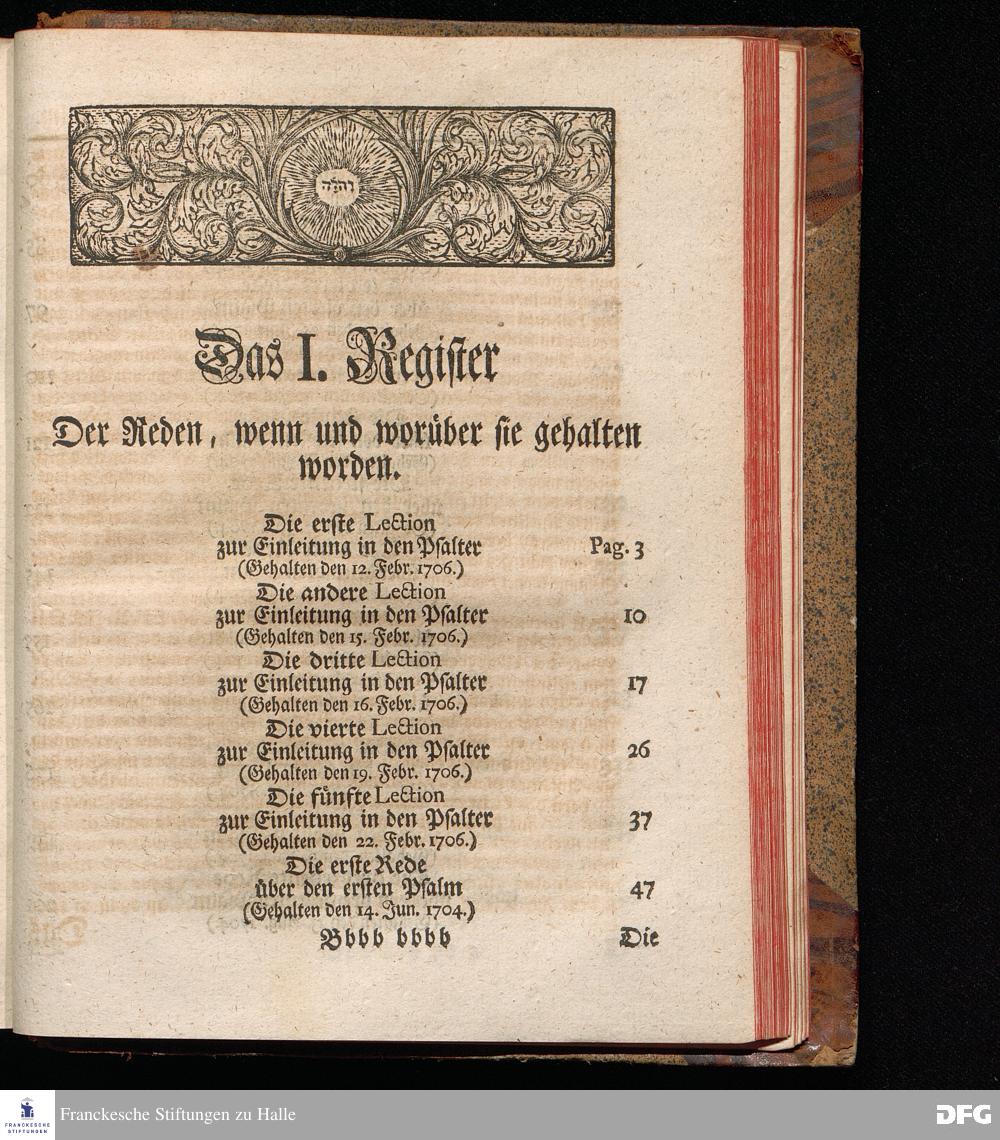 יהוה
Das I. Register
Der Reden, wenn und worüber sie gehalten
worden.
Die erste Lection
zur Einleitung in den Psalter Pag. 3
(Gehalten den 12. Febr. 1706.)
Die andere Lection
zur Einleitung in den Psalter 10
(Gehalten den 15. Febr. 1706.)
Die dritte Lection
zur Einleitung in den Psalter 17
(Gehalten den 16. Febr. 1706.)
Die vierte Lection
zur Einleitung in den Psalter 26
(Gehalten den 19. Febr. 1706.)
Die fünfte Lection
zur Einleitung in den Psalter 37
(Gehalten den 22. Febr. 1706.)
Die erste Rede
über den ersten Psalm 47
(Gehalten den 14. Jun. 1704.)
Bbbb bbbb Die
FRANCKESCHE
STIFTUNGEN
Franckesche Stiftungen zu Halle
DFG